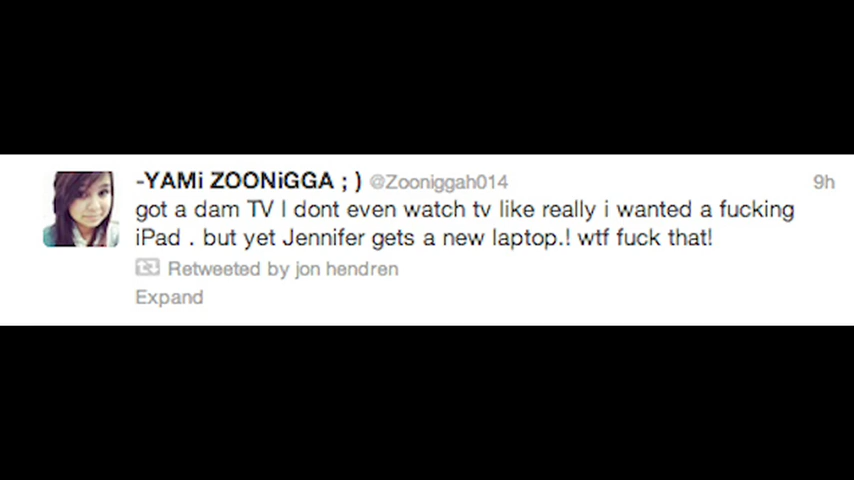 -YAMi ZOONiGGA ; ) @Zooniggah014 9h
got a dam TV I dont even watch tv like really i wanted a fucking
iPad . but yet Jennifer gets a new laptop.! wtf fuck that!
Retweeted by jon hendren
Expand